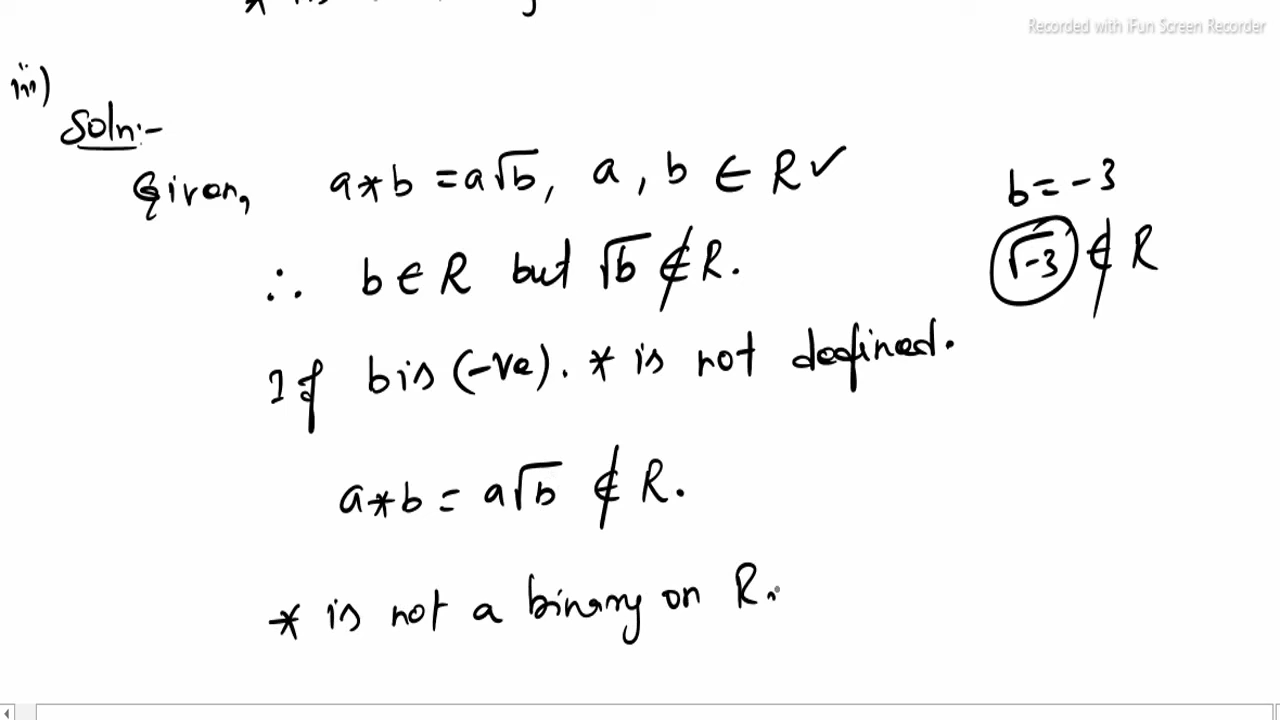 Recorded with iFun Screen Recorder
iii)
Soln:-
Given, a*b = a√b, a, b ∈ R ✓
b = -3
√-3 ∉ R
∴ b ∈ R but √b ∉ R.
If b is (-ve). * is not defined.
a*b = a√b ∉ R.
* is not a binary on R.